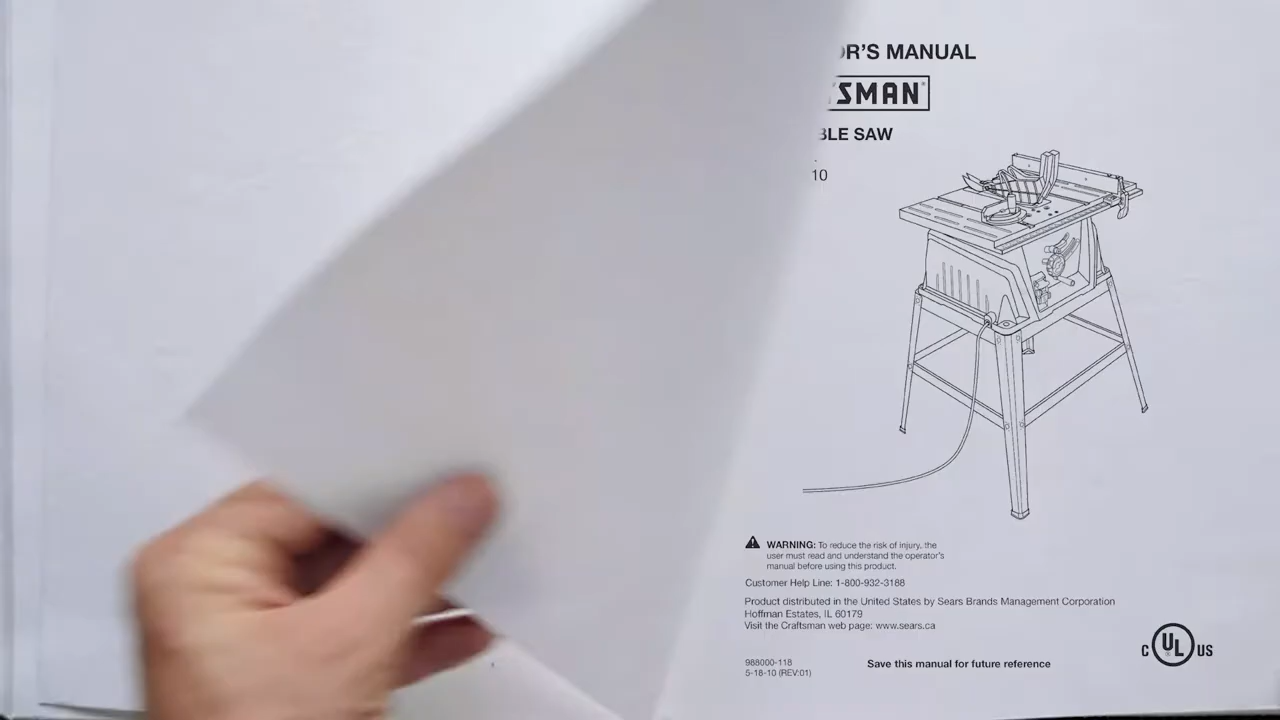 R'S MANUAL
SMAN®
BLE SAW
10
WARNING: To reduce the risk of injury, the
user must read and understand the operator's
manual before using this product.
Customer Help Line: 1-800-932-3188
Product distributed in the United States by Sears Brands Management Corporation
Hoffman Estates, IL 60179
Visit the Craftsman web page: www.sears.ca
988000-118
5-18-10 (REV:01)
Save this manual for future reference
C UL US